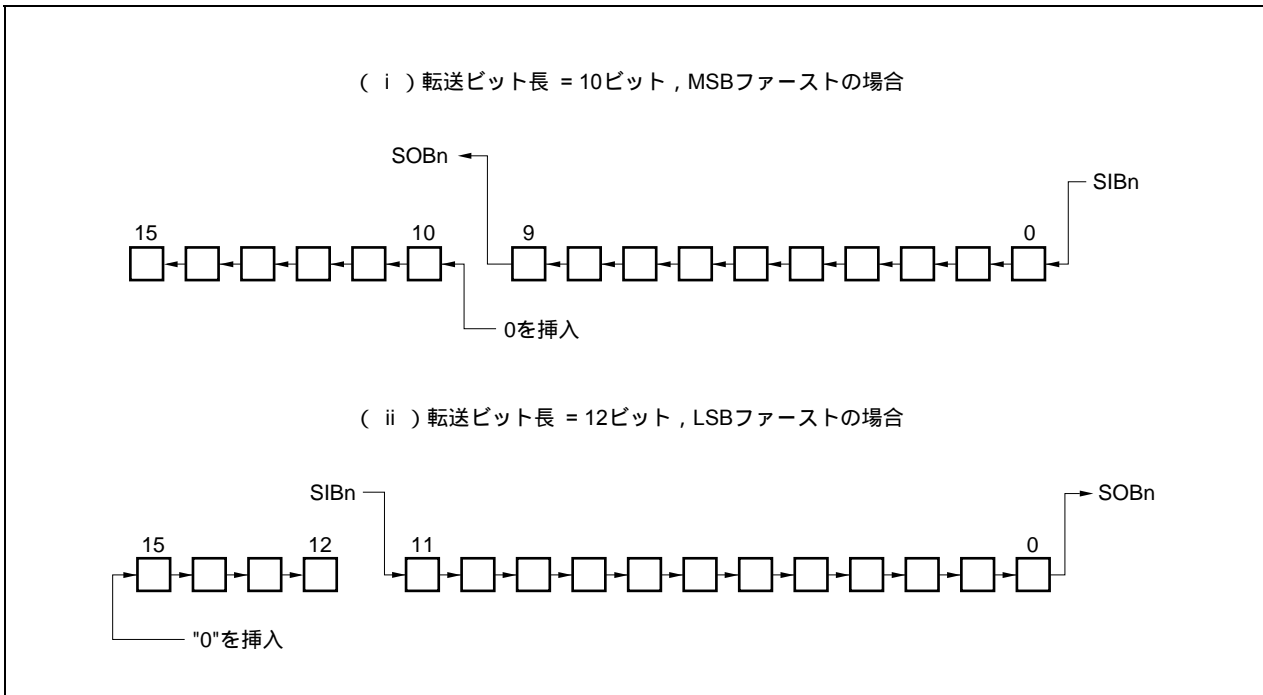 （ i ）転送ビット長 = 10ビット , MSBファーストの場合
SOBn
SIBn
15
10
9
0
0を挿入
（ ii ）転送ビット長 = 12ビット , LSBファーストの場合
SIBn
SOBn
15
12
11
0
"0"を挿入